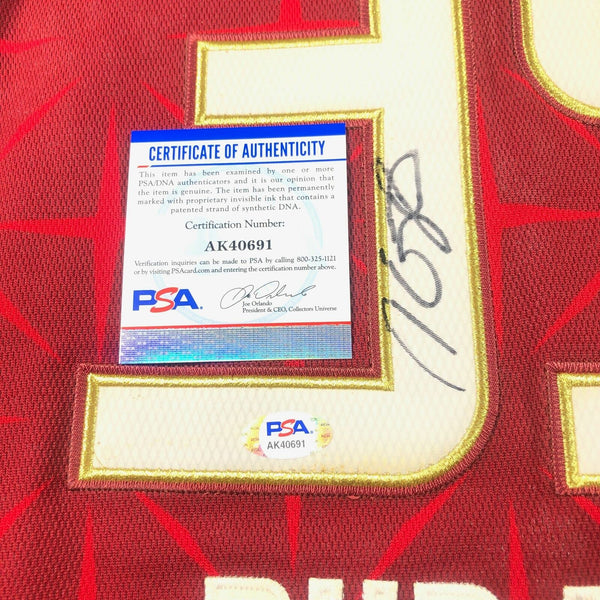 CERTIFICATE OF AUTHENTICITY
This item has been examined by one or more
PSA/DNA authenticators and it is our opinion that
the item is genuine. The item has been permanently
marked with proprietary invisible ink that contains a
patented strand of synthetic DNA.
Certification Number:
AK40691
Verification inquiries can be made to PSA by calling 800-325-1121
or by visiting PSAcard.com and entering the certification number above.
PSA.
Joe Orlando
President & CEO, Collectors Universe
PSA.
AK40691